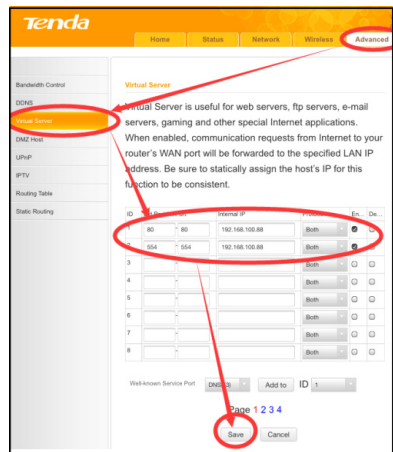 Tenda
Home Status Network Wireless Advanced
Bandwidth Control
DDNS
Virtual Server
DMZ Host
UPnP
IPTV
Routing Table
Static Routing
Virtual Server
Virtual Server is useful for web servers, ftp servers, e-mail
servers, gaming and other special Internet applications.
When enabled, communication requests from Internet to your
router's WAN port will be forwarded to the specified LAN IP
address. Be sure to statically assign the host's IP for this
function to be consistent.
ID Internal IP En... De...
1 80 - 80 192.168.100.88 Both
2 554 - 554 192.168.100.88 Both
3 - Both
4 - Both
5 - Both
6 - Both
7 - Both
8 - Both
Well-known Service Port Add to ID 1
Page 1 2 3 4
Save Cancel